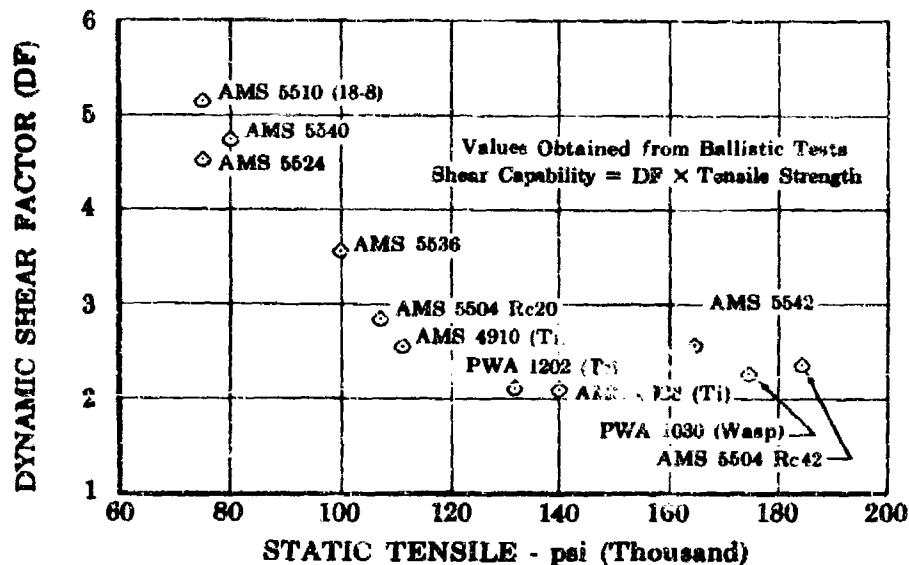 DYNAMIC SHEAR FACTOR (DF)
6
5
4
3
2
1
AMS 5510 (18-8)
AMS 5540
AMS 5524
Values Obtained from Ballistic Tests
Shear Capability = DF × Tensile Strength
AMS 5536
AMS 5504 Rc20
AMS 4910 (Ti
AMS 5542
PWA 1202
(Ti)
PWA 1030 (Wasp)
AMS 5504 Rc42
60 80 100 120 140 160 180 200
STATIC TENSILE - psi (Thousand)